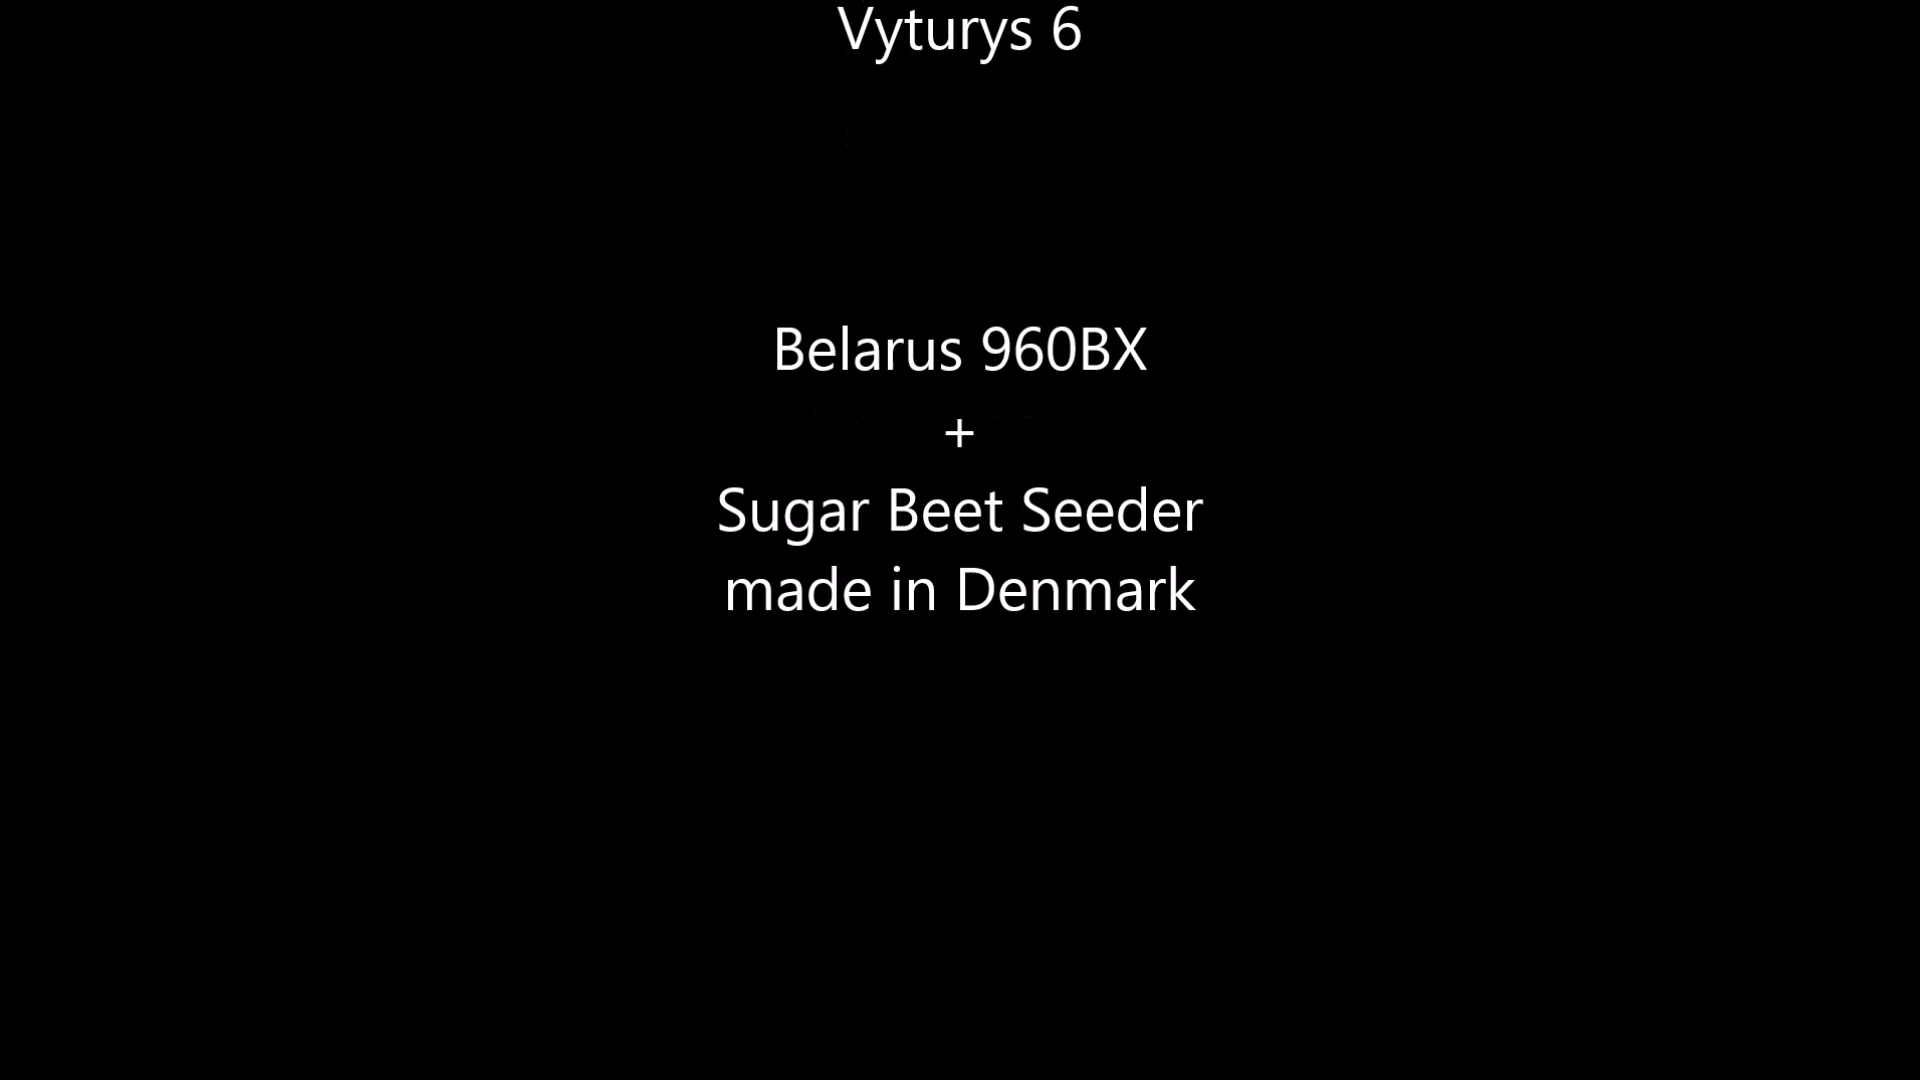 Vyturys 6
Belarus 960BX
+
Sugar Beet Seeder
made in Denmark